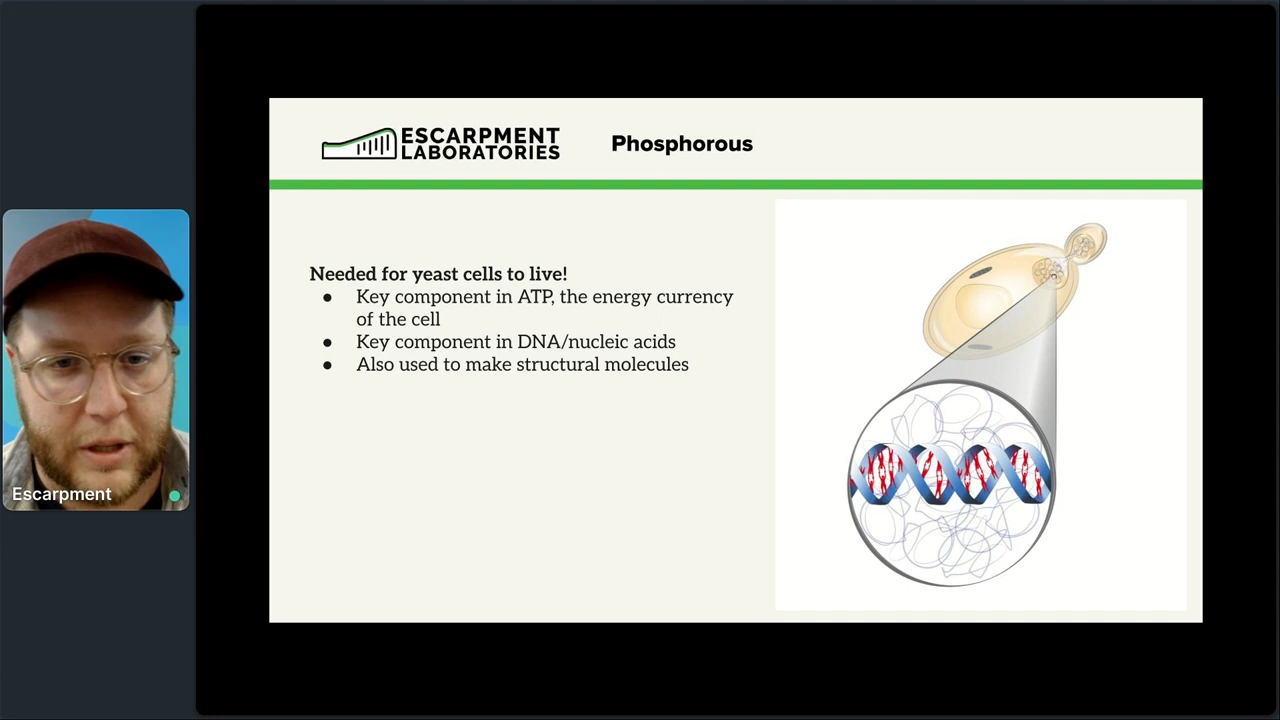 ESCARPMENT
LABORATORIES
Phosphorous
Needed for yeast cells to live!
● Key component in ATP, the energy currency
of the cell
● Key component in DNA/nucleic acids
● Also used to make structural molecules
Escarpment